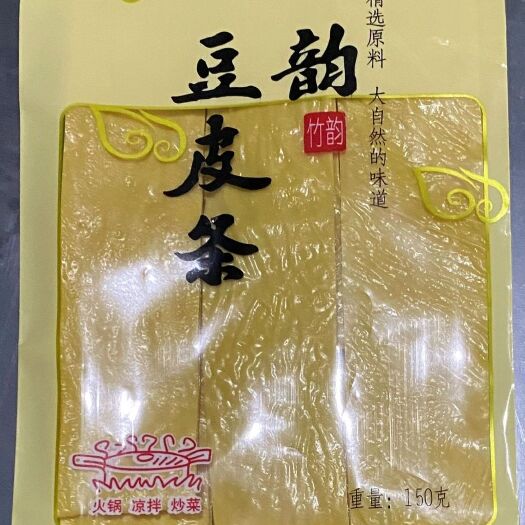 精选原料 大自然的味道
韵
豆皮条
竹韵
火锅 凉拌 炒菜
重量：150克